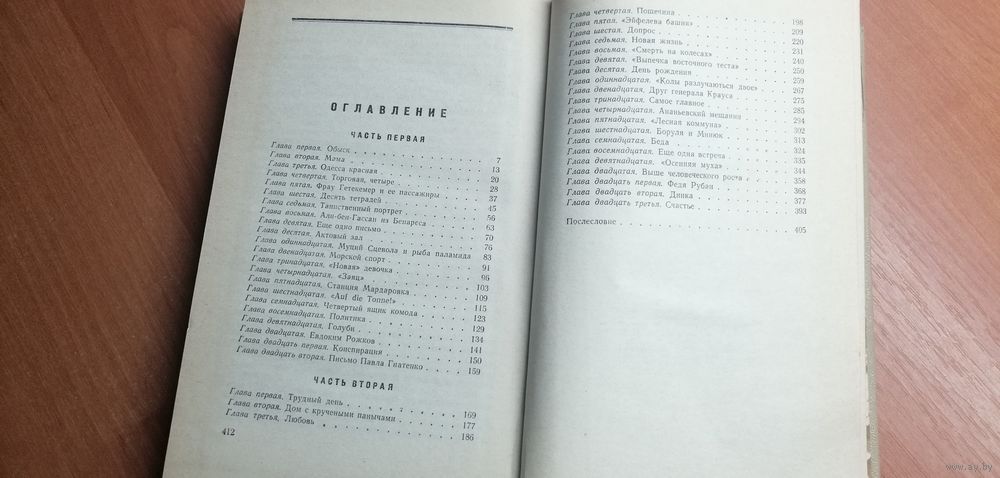 ОГЛАВЛЕНИЕ
ЧАСТЬ ПЕРВАЯ
Глава первая. Обыск 7
Глава вторая. Мама 13
Глава третья. Одесса красная 20
Глава четвертая. Торговая, четыре 28
Глава пятая. Фрау Гетекемер и ее пассажиры 37
Глава шестая. Десять тетрадей 45
Глава седьмая. Таинственный портрет 56
Глава восьмая. Али-бен-Гассан из Бенареса 63
Глава девятая. Еще одно письмо 70
Глава десятая. Актовый зал 76
Глава одиннадцатая. Муций Сцевола и рыба паламида 83
Глава двенадцатая. Морской спорт 91
Глава тринадцатая. «Новая» девочка 96
Глава четырнадцатая. «Заяц» 103
Глава пятнадцатая. Станция Мардаровка 109
Глава шестнадцатая. «Auf die Tonne!» 115
Глава семнадцатая. Четвертый ящик комода 123
Глава восемнадцатая. Политика 129
Глава девятнадцатая. Голуби 134
Глава двадцатая. Евдоким Рожков 141
Глава двадцать первая. Конспирация 150
Глава двадцать вторая. Письмо Павла Гнатенко 159
ЧАСТЬ ВТОРАЯ
Глава первая. Трудный день 169
Глава вторая. Дом с кручеными панычами 177
Глава третья. Любовь 186
412
Глава четвертая. Пощечина 198
Глава пятая. «Эйфелева башня» 209
Глава шестая. Допрос 220
Глава седьмая. Новая жизнь 231
Глава восьмая. «Смерть на колесах» 240
Глава девятая. «Выпечка восточного теста» 250
Глава десятая. День рождения 259
Глава одиннадцатая. «Колы разлучаються двое» 267
Глава двенадцатая. Друг генерала Крауса 275
Глава тринадцатая. Самое главное 285
Глава четырнадцатая. Ананьевский мещанин 294
Глава пятнадцатая. «Лесная коммуна» 302
Глава шестнадцатая. Боруля и Минюк 313
Глава семнадцатая. Беда 324
Глава восемнадцатая. Еще одна встреча 335
Глава девятнадцатая. «Осенняя муха» 344
Глава двадцатая. Выше человеческого роста 358
Глава двадцать первая. Федя Рубан 368
Глава двадцать вторая. Динка 377
Глава двадцать третья. Счастье 393
Послесловие 405
www.ay.by